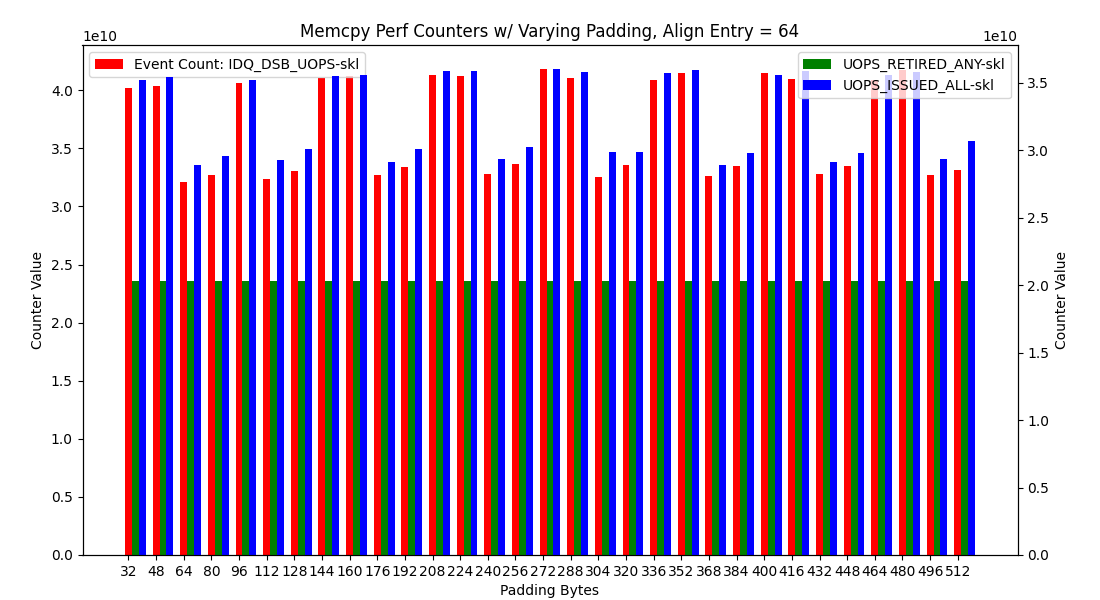 Memcpy Perf Counters w/ Varying Padding, Align Entry = 64
1e10
1e10
Event Count: IDQ_DSB_UOPS-skl
UOPS_RETIRED_ANY-skl
UOPS_ISSUED_ALL-skl
4.0
3.5
3.0
2.5
2.0
1.5
1.0
0.5
0.0
Counter Value
3.5
3.0
2.5
2.0
1.5
1.0
0.5
0.0
Counter Value
32 48 64 80 96 112 128 144 160 176 192 208 224 240 256 272 288 304 320 336 352 368 384 400 416 432 448 464 480 496 512
Padding Bytes